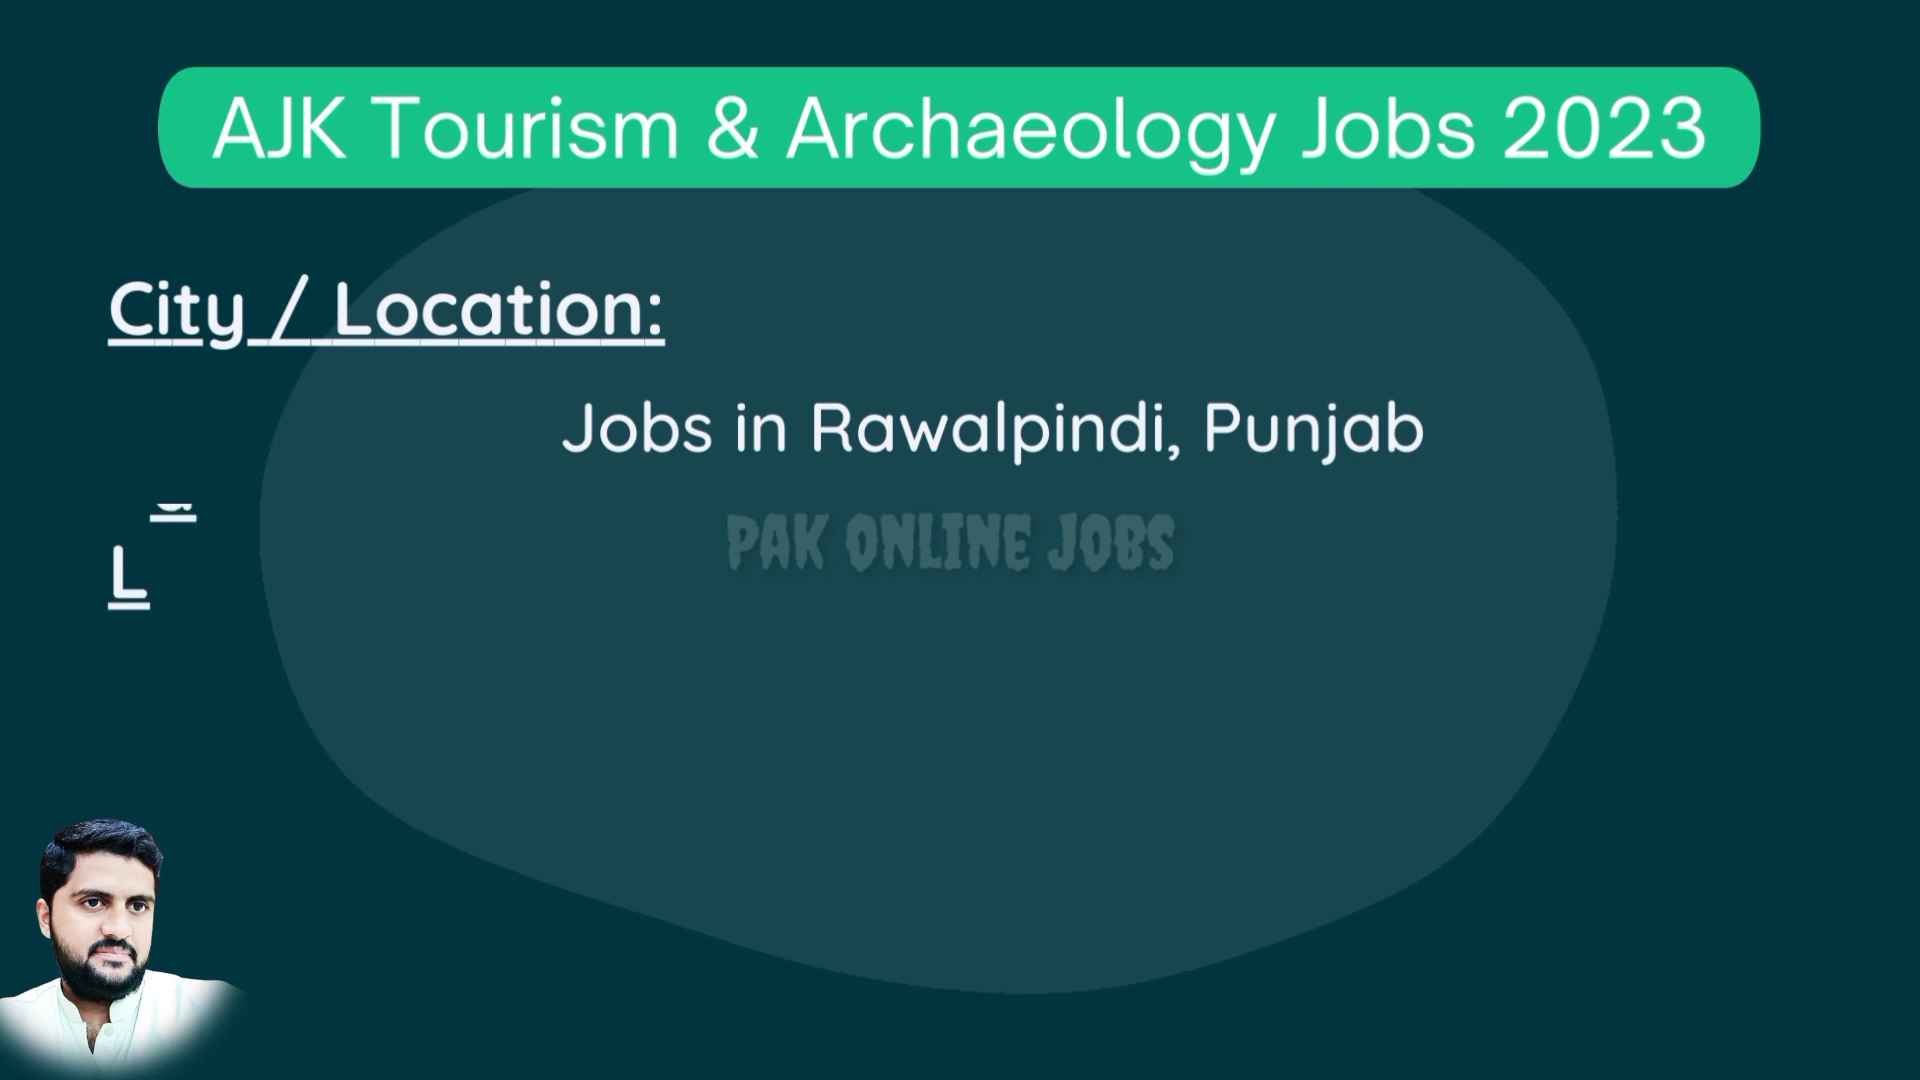 AJK Tourism & Archaeology Jobs 2023
City / Location:
Jobs in Rawalpindi, Punjab
PAK ONLINE JOBS
L